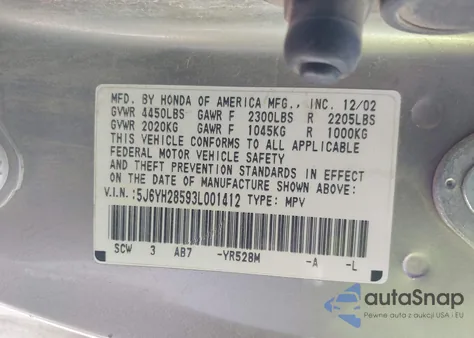 MFD. BY HONDA OF AMERICA MFG., INC. 12/02
GVWR 4450LBS GAWR F 2300LBS R 2205LBS
GVWR 2020KG GAWR F 1045KG R 1000KG
THIS VEHICLE CONFORMS TO ALL APPLICABLE
FEDERAL MOTOR VEHICLE SAFETY
AND THEFT PREVENTION STANDARDS IN EFFECT
ON THE DATE OF MANUFACTURE SHOWN ABOVE:
V.I.N.:5J6YH28593L001412 TYPE: MPV
SCW 3 AB7 -YR528M -A -L
autoSnap
Pewne auta z USA i EU